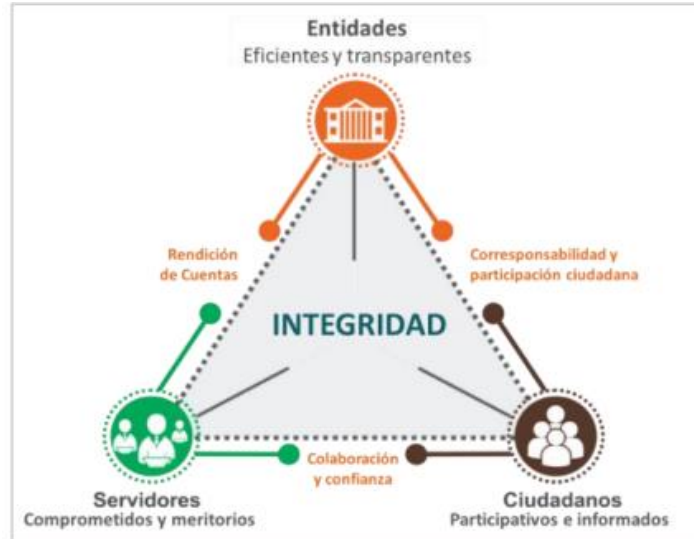 Entidades
Eficientes y transparentes
Rendición
de Cuentas
Corresponsabilidad y
participación ciudadana
INTEGRIDAD
Colaboración
y confianza
Servidores
Comprometidos y meritorios
Ciudadanos
Participativos e informados